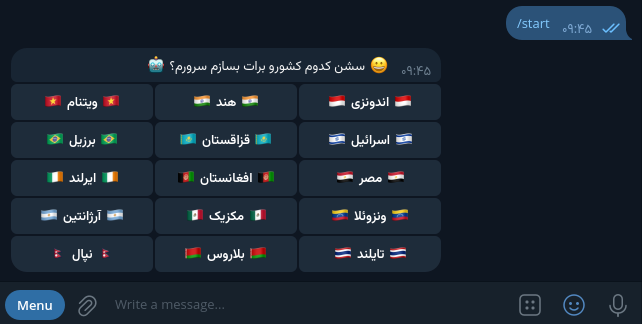 /start
۰۹:۴۵
😀 سشن کدوم کشورو برات بسازم سرورم؟ 🤖
۰۹:۴۵
🇮🇩 اندونزی 🇮🇩
🇮🇳 هند 🇮🇳
🇻🇳 ویتنام 🇻🇳
🇮🇱 اسرائیل 🇮🇱
🇰🇿 قزاقستان 🇰🇿
🇧🇷 برزیل 🇧🇷
🇪🇬 مصر 🇪🇬
🇦🇫 افغانستان 🇦🇫
🇮🇪 ایرلند 🇮🇪
🇻🇪 ونزوئلا 🇻🇪
🇲🇽 مکزیک 🇲🇽
🇦🇷 آرژانتین 🇦🇷
🇹🇭 تایلند 🇹🇭
🇧🇾 بلاروس 🇧🇾
🇳🇵 نپال 🇳🇵
Menu
Write a message...